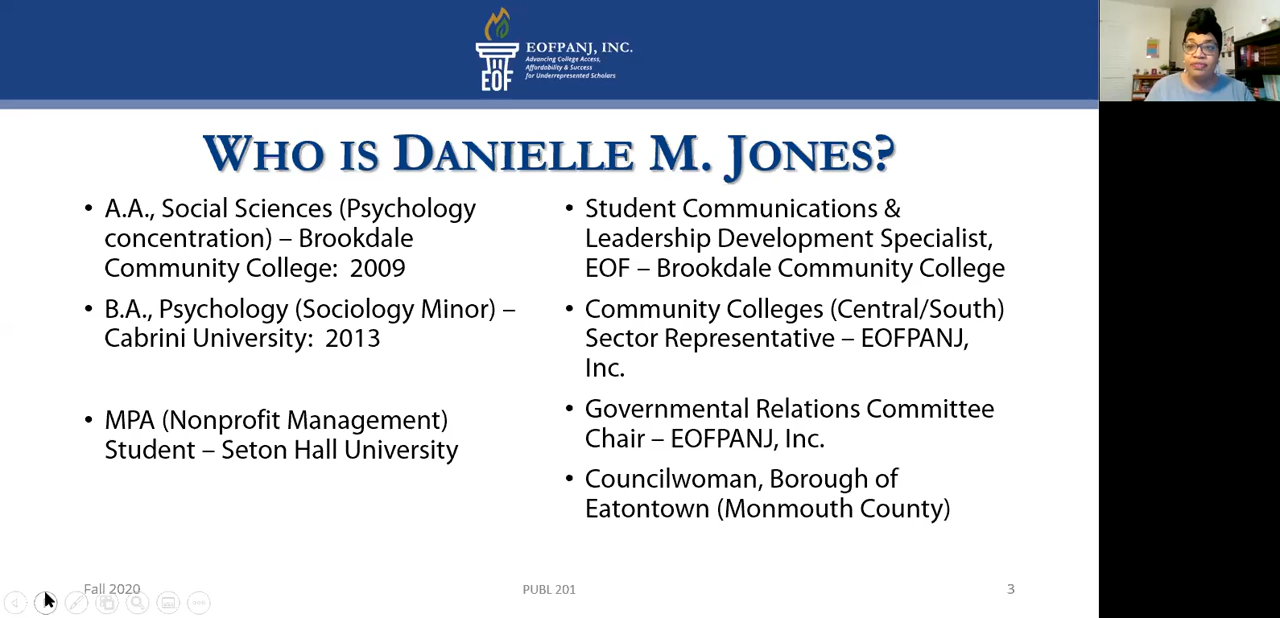 EOFPANJ, INC.
Advancing College Access,
Affordability & Success
for Underrepresented Scholars
EOF
WHO IS DANIELLE M. JONES?
• A.A., Social Sciences (Psychology
concentration) – Brookdale
Community College:  2009
• B.A., Psychology (Sociology Minor) –
Cabrini University:  2013
• MPA (Nonprofit Management)
Student – Seton Hall University
• Student Communications &
Leadership Development Specialist,
EOF – Brookdale Community College
• Community Colleges (Central/South)
Sector Representative – EOFPANJ,
Inc.
• Governmental Relations Committee
Chair – EOFPANJ, Inc.
• Councilwoman, Borough of
Eatontown (Monmouth County)
Fall 2020
PUBL 201
3